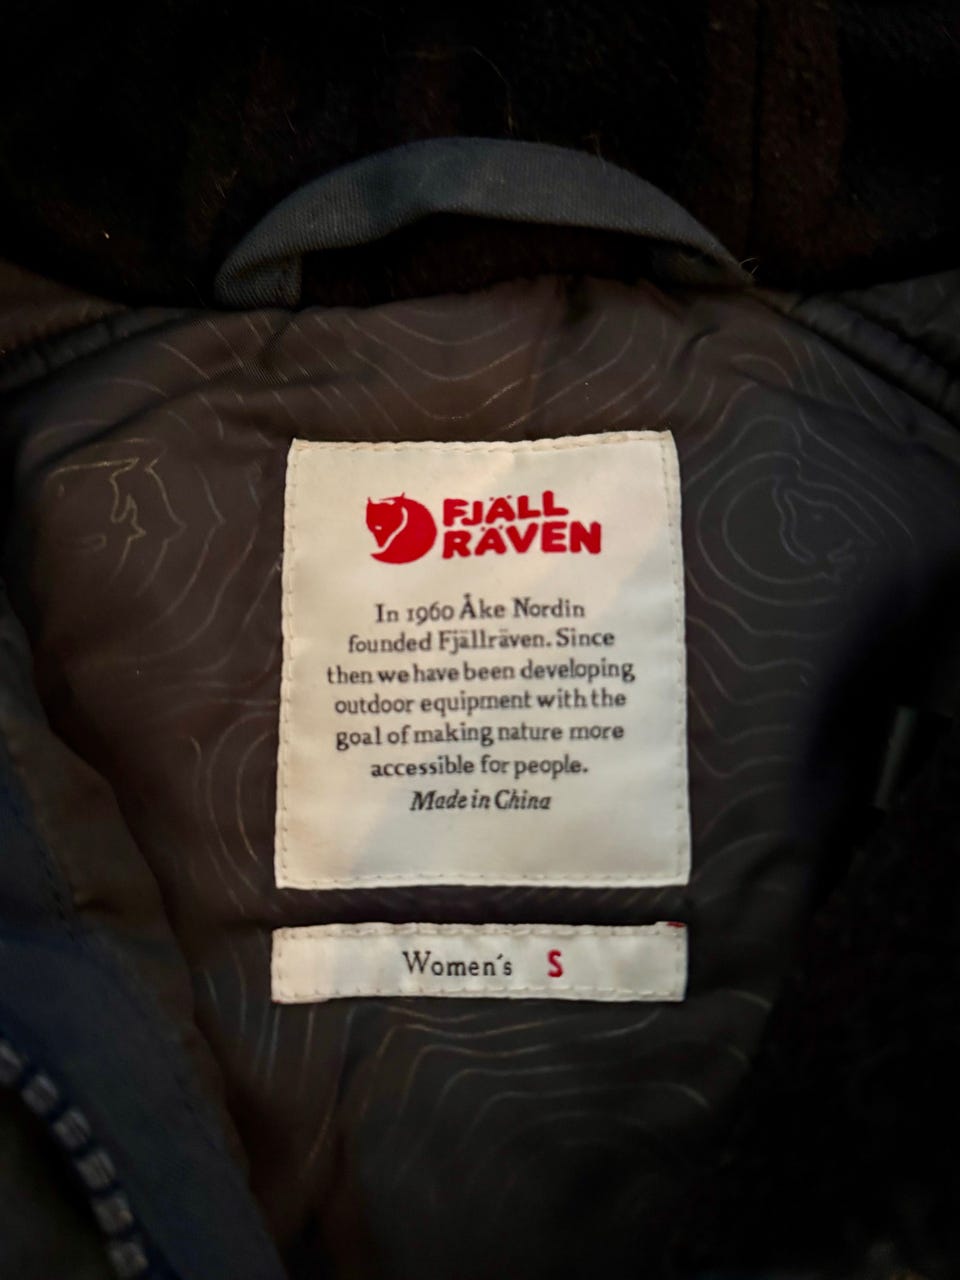 FJÄLL
RÄVEN
In 1960 Åke Nordin
founded Fjällräven. Since
then we have been developing
outdoor equipment with the
goal of making nature more
accessible for people.
Made in China
Women's S